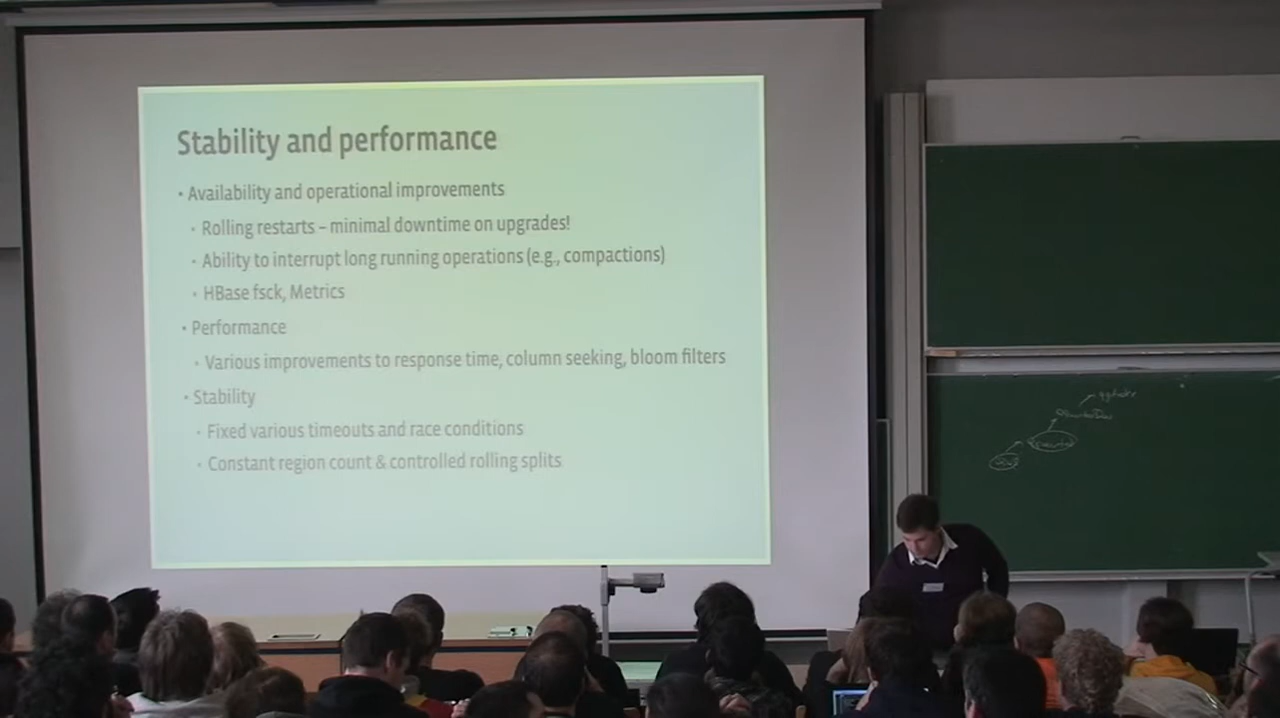 Stability and performance
• Availability and operational improvements
• Rolling restarts – minimal downtime on upgrades!
• Ability to interrupt long running operations (e.g., compactions)
• HBase fsck, Metrics
• Performance
• Various improvements to response time, column seeking, bloom filters
• Stability
• Fixed various timeouts and race conditions
• Constant region count & controlled rolling splits